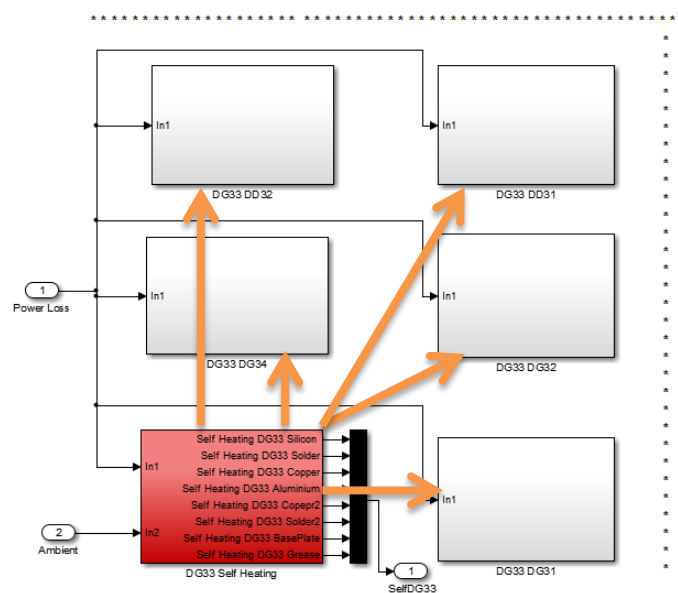 In1
DG33 DD32
In1
DG33 DD31
1
Power Loss
In1
DG33 DG34
In1
DG33 DG32
In1
In2
Self Heating DG33 Silicon
Self Heating DG33 Solder
Self Heating DG33 Copper
Self Heating DG33 Aluminium
Self Heating DG33 Copepr2
Self Heating DG33 Solder2
Self Heating DG33 BasePlate
Self Heating DG33 Grease
DG33 Self Heating
2
Ambient
In1
DG33 DG31
1
SelfDG33